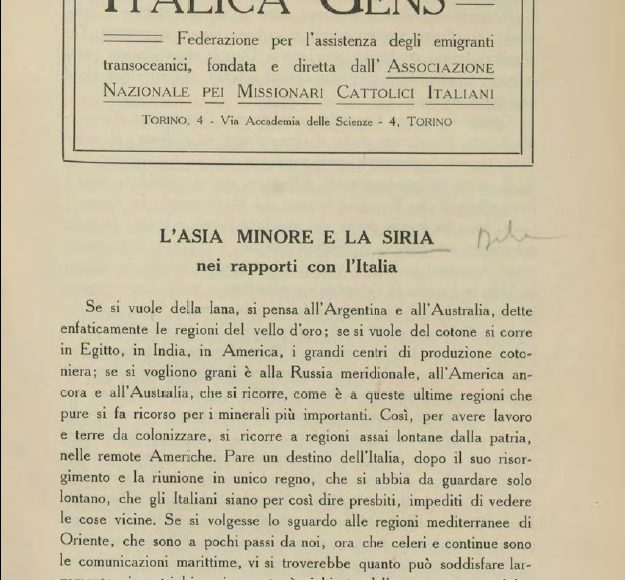 ITALICA GENS
Federazione per l'assistenza degli emigranti
transoceanici, fondata e diretta dall' ASSOCIAZIONE
NAZIONALE PEI MISSIONARI CATTOLICI ITALIANI
TORINO, 4 - Via Accademia delle Scienze - 4, TORINO
L'ASIA MINORE E LA SIRIA
nei rapporti con l'Italia
Se si vuole della lana, si pensa all'Argentina e all'Australia, dette
enfaticamente le regioni del vello d'oro; se si vuole del cotone si corre
in Egitto, in India, in America, i grandi centri di produzione coto-
niera; se si vogliono grani è alla Russia meridionale, all'America an-
cora e all'Australia, che si ricorre, come è a queste ultime regioni che
pure si fa ricorso per i minerali più importanti. Così, per avere lavoro
e terre da colonizzare, si ricorre a regioni assai lontane dalla patria,
nelle remote Americhe. Pare un destino dell'Italia, dopo il suo risor-
gimento e la riunione in unico regno, che si abbia da guardare solo
lontano, che gli Italiani siano per così dire presbiti, impediti di vedere
le cose vicine. Se si volgesse lo sguardo alle regioni mediterranee di
Oriente, che sono a pochi passi da noi, ora che celeri e continue sono
le comunicazioni marittime, vi si troverebbe quanto può soddisfare lar-